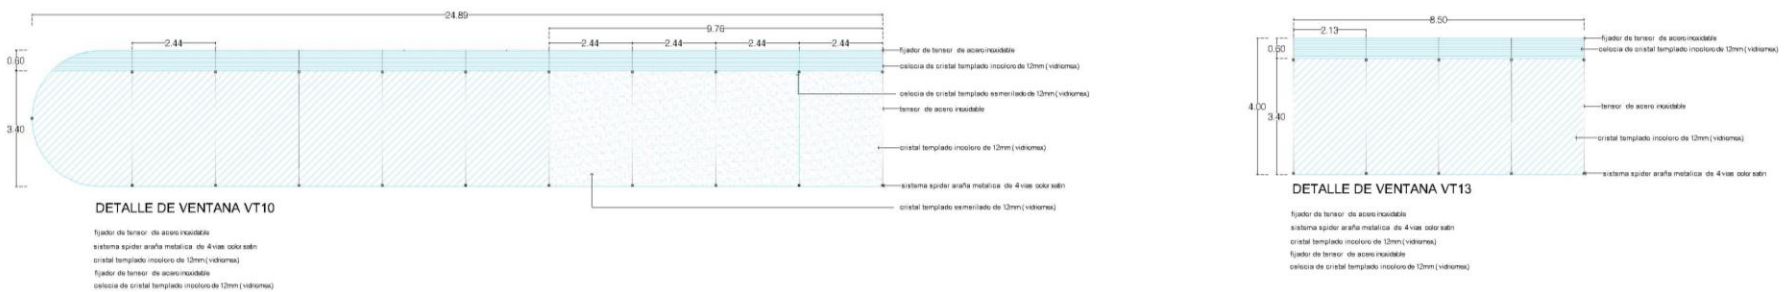 24.89
9.76
2.44
2.44
2.44
2.44
2.44
0.60
3.40
fijador de tensor de acero inoxidable
celocia de cristal templado incoloro de 12mm (vidriomex)
celocia de cristal templado esmerilado de 12mm (vidriomex)
tensor de acero inoxidable
cristal templado incoloro de 12mm (vidriomex)
sistema spider araña metalica de 4 vias color satin
cristal templado esmerilado de 12mm (vidriomex)
DETALLE DE VENTANA VT10
fijador de tensor de acero inoxidable
sistema spider araña metalica de 4 vias color satin
cristal templado incoloro de 12mm (vidriomex)
fijador de tensor de acero inoxidable
celocia de cristal templado incoloro de 12mm (vidriomex)
8.50
2.13
0.60
4.00
3.40
fijador de tensor de acero inoxidable
celocia de cristal templado incoloro de 12mm (vidriomex)
tensor de acero inoxidable
cristal templado incoloro de 12mm (vidriomex)
sistema spider araña metalica de 4 vias color satin
DETALLE DE VENTANA VT13
fijador de tensor de acero inoxidable
sistema spider araña metalica de 4 vias color satin
cristal templado incoloro de 12mm (vidriomex)
fijador de tensor de acero inoxidable
celocia de cristal templado incoloro de 12mm (vidriomex)